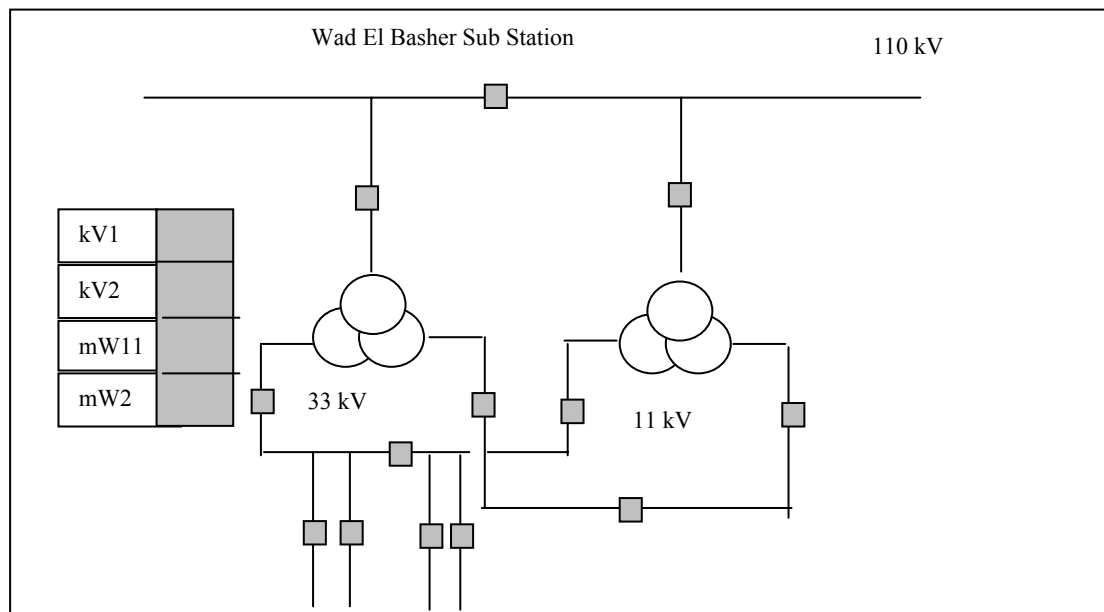 Wad El Basher Sub Station
110 kV
kV1
kV2
mW11
mW2
33 kV
11 kV